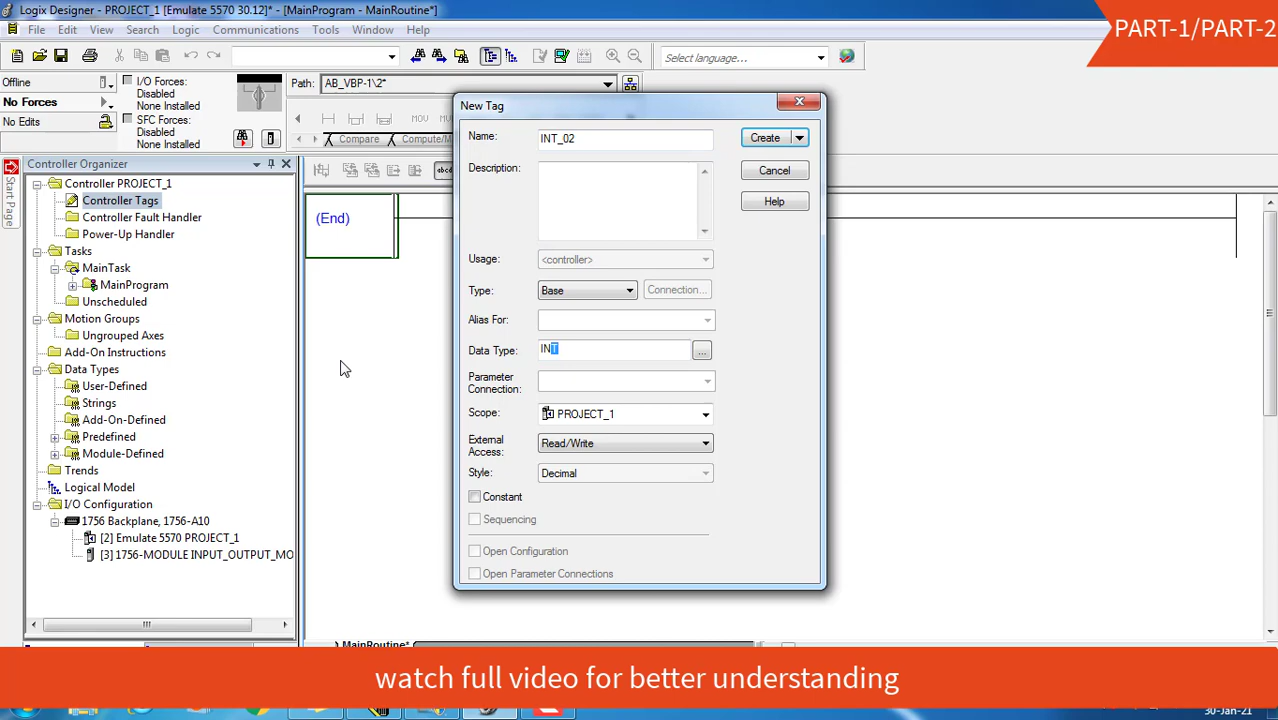 Logix Designer - PROJECT_1 [Emulate 5570 30.12]* - [MainProgram - MainRoutine*]
PART-1/PART-2
File Edit View Search Logic Communications Tools Window Help
Select language...
Offline
No Forces
No Edits
I/O Forces:
Disabled
None Installed
SFC Forces:
Disabled
None Installed
Path: AB_VBP-1\2*
MOV
Compare
Compute/M
abcd
Controller Organizer
Start Page
Controller PROJECT_1
Controller Tags
Controller Fault Handler
Power-Up Handler
Tasks
MainTask
MainProgram
Unscheduled
Motion Groups
Ungrouped Axes
Add-On Instructions
Data Types
User-Defined
Strings
Add-On-Defined
Predefined
Module-Defined
Trends
Logical Model
I/O Configuration
1756 Backplane, 1756-A10
[2] Emulate 5570 PROJECT_1
[3] 1756-MODULE INPUT_OUTPUT_MO
(End)
MainRoutine*
New Tag
Name: INT_02
Create
Description:
Cancel
Help
Usage: <controller>
Type: Base Connection...
Alias For:
Data Type: INT ...
Parameter Connection:
Scope: PROJECT_1
External Access: Read/Write
Style: Decimal
Constant
Sequencing
Open Configuration
Open Parameter Connections
watch full video for better understanding
30-Jan-21